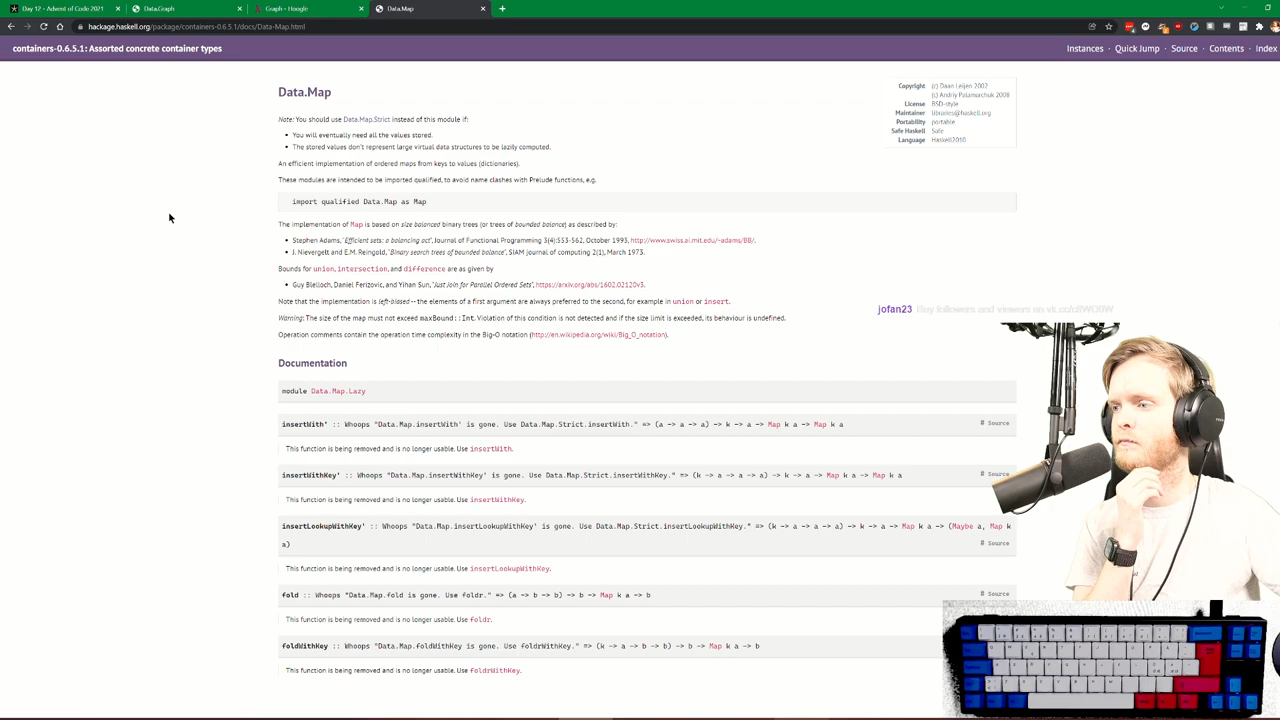 Day 12 - Advent of Code 2021
Data.Graph
Graph - Hoogle
Data.Map
hackage.haskell.org/package/containers-0.6.5.1/docs/Data-Map.html
containers-0.6.5.1: Assorted concrete container types
Instances · Quick Jump · Source · Contents · Index
Data.Map
Copyright (c) Daan Leijen 2002
(c) Andriy Palamarchuk 2008
License BSD-style
Maintainer libraries@haskell.org
Portability portable
Safe Haskell Safe
Language Haskell2010
Note: You should use Data.Map.Strict instead of this module if:
• You will eventually need all the values stored.
• The stored values don't represent large virtual data structures to be lazily computed.
An efficient implementation of ordered maps from keys to values (dictionaries).
These modules are intended to be imported qualified, to avoid name clashes with Prelude functions, e.g.
import qualified Data.Map as Map
The implementation of Map is based on size balanced binary trees (or trees of bounded balance) as described by:
• Stephen Adams, "Efficient sets: a balancing act", Journal of Functional Programming 3(4):553-562, October 1993, http://www.swiss.ai.mit.edu/~adams/BB/.
• J. Nievergelt and E.M. Reingold, "Binary search trees of bounded balance", SIAM journal of computing 2(1), March 1973.
Bounds for union, intersection, and difference are as given by
• Guy Blelloch, Daniel Ferizovic, and Yihan Sun, "Just Join for Parallel Ordered Sets", https://arxiv.org/abs/1602.02120v3.
Note that the implementation is left-biased -- the elements of a first argument are always preferred to the second, for example in union or insert.
Warning: The size of the map must not exceed maxBound::Int. Violation of this condition is not detected and if the size limit is exceeded, its behaviour is undefined.
Operation comments contain the operation time complexity in the Big-O notation (http://en.wikipedia.org/wiki/Big_O_notation).
jofan23 Buy followers and viewers on
Documentation
module Data.Map.Lazy
insertWith' :: Whoops "Data.Map.insertWith' is gone. Use Data.Map.Strict.insertWith." => (a -> a -> a) -> k -> a -> Map k a -> Map k a # Source
This function is being removed and is no longer usable. Use insertWith.
insertWithKey' :: Whoops "Data.Map.insertWithKey' is gone. Use Data.Map.Strict.insertWithKey." => (k -> a -> a -> a) -> k -> a -> Map k a -> Map k a # Source
This function is being removed and is no longer usable. Use insertWithKey.
insertLookupWithKey' :: Whoops "Data.Map.insertLookupWithKey' is gone. Use Data.Map.Strict.insertLookupWithKey." => (k -> a -> a -> a) -> k -> a -> Map k a -> (Maybe a, Map k
a) # Source
This function is being removed and is no longer usable. Use insertLookupWithKey.
fold :: Whoops "Data.Map.fold is gone. Use foldr." => (a -> b -> b) -> b -> Map k a -> b # Source
This function is being removed and is no longer usable. Use foldr.
foldWithKey :: Whoops "Data.Map.foldWithKey is gone. Use foldrWithKey." => (k -> a -> b -> b) -> b -> Map k a -> b
This function is being removed and is no longer usable. Use foldrWithKey.